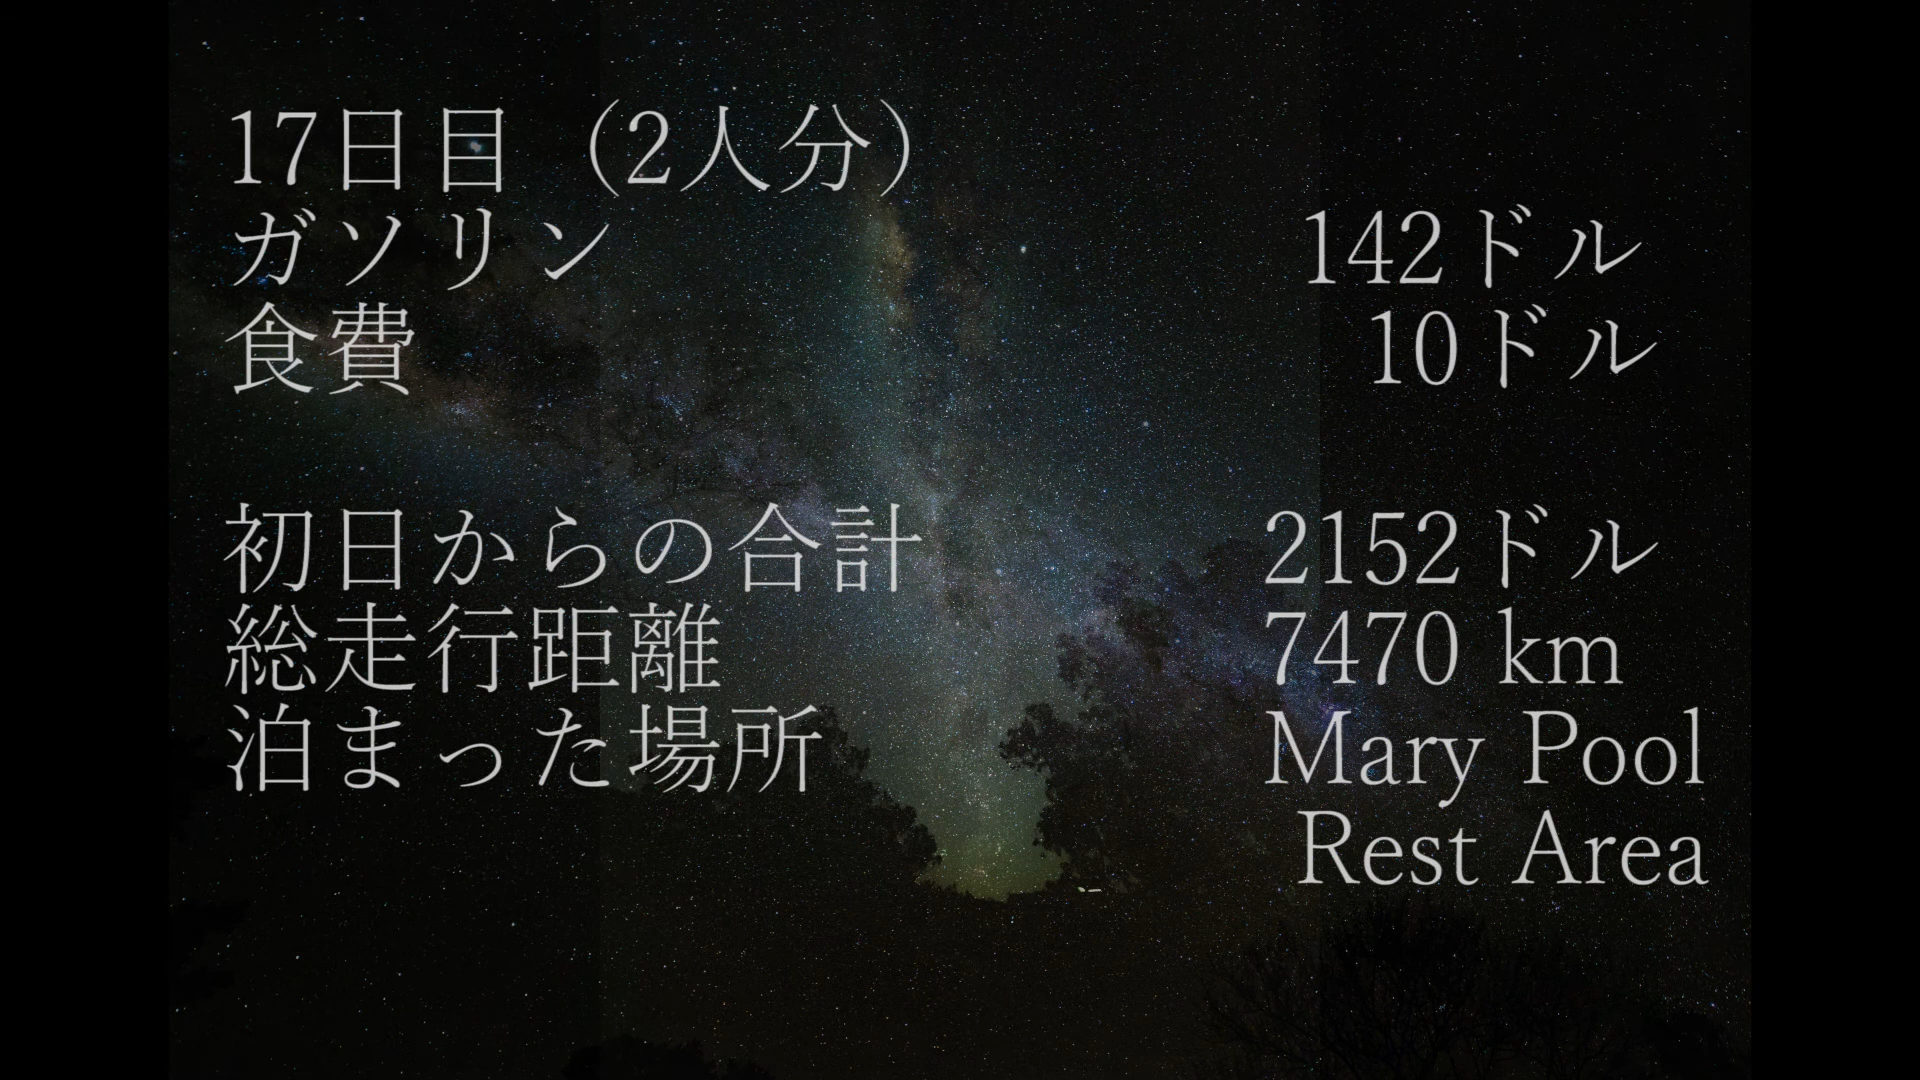 17日目（2人分）
ガソリン 142ドル
食費 10ドル
初日からの合計 2152ドル
総走行距離 7470 km
泊まった場所 Mary Pool
Rest Area